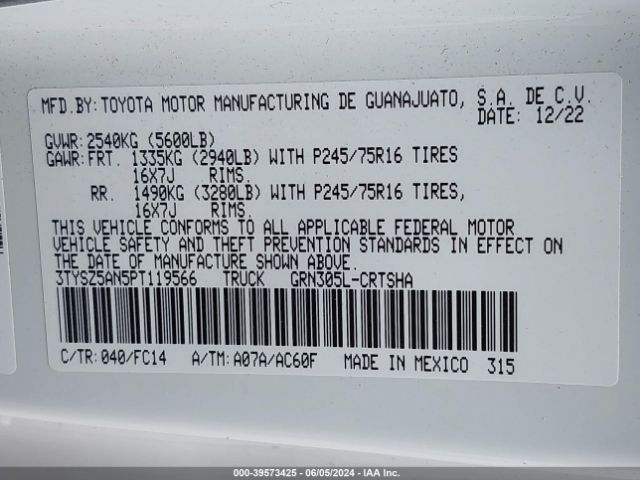 MFD.BY:TOYOTA MOTOR MANUFACTURING DE GUANAJUATO, S.A. DE C.V.
DATE: 12/22
GVWR:2540KG (5600LB)
GAWR:FRT. 1335KG (2940LB) WITH P245/75R16 TIRES
16X7J RIMS.
RR. 1490KG (3280LB) WITH P245/75R16 TIRES,
16X7J RIMS.
THIS VEHICLE CONFORMS TO ALL APPLICABLE FEDERAL MOTOR
VEHICLE SAFETY AND THEFT PREVENTION STANDARDS IN EFFECT ON
THE DATE OF MANUFACTURE SHOWN ABOVE.
3TYSZ5AN5PT119566 TRUCK GRN305L-CRTSHA
C/TR:040/FC14 A/TM:A07A/AC60F MADE IN MEXICO 315
000-39573425 - 06/05/2024 - IAA Inc.